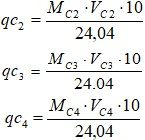 qc₂ = M_C2 · V_C2 · 10 / 24,04
qc₃ = M_C3 · V_C3 · 10 / 24.04
qc₄ = M_C4 · V_C4 · 10 / 24,04